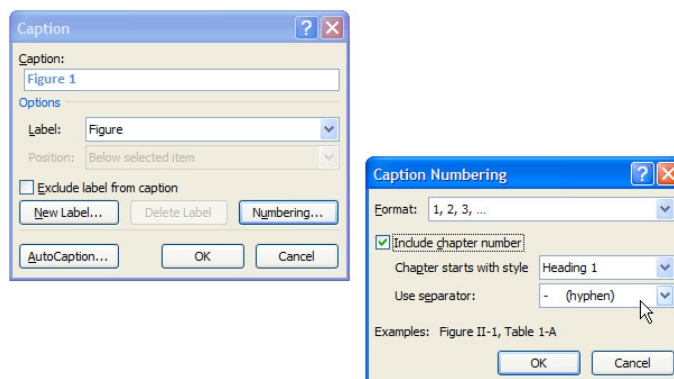 Caption
Caption:
Figure 1
Options
Label: Figure
Position: Below selected item
Exclude label from caption
New Label... Delete Label Numbering...
AutoCaption... OK Cancel
Caption Numbering
Format: 1, 2, 3, ...
Include chapter number
Chapter starts with style Heading 1
Use separator: - (hyphen)
Examples: Figure II-1, Table 1-A
OK Cancel